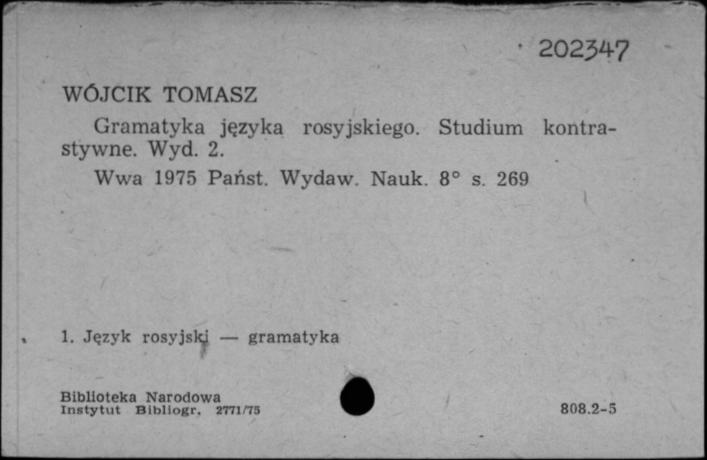 202347
WÓJCIK TOMASZ
Gramatyka języka rosyjskiego. Studium kontra-
stywne. Wyd. 2.
Wwa 1975 Państ. Wydaw. Nauk. 8° s. 269
1. Język rosyjski — gramatyka
Biblioteka Narodowa
Instytut Bibliogr. 2771/75
808.2-5